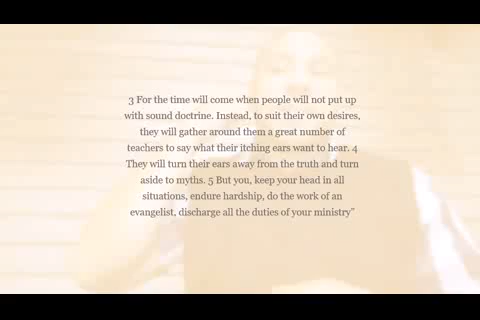 3 For the time will come when people will not put up
with sound doctrine. Instead, to suit their own desires,
they will gather around them a great number of
teachers to say what their itching ears want to hear. 4
They will turn their ears away from the truth and turn
aside to myths. 5 But you, keep your head in all
situations, endure hardship, do the work of an
evangelist, discharge all the duties of your ministry”